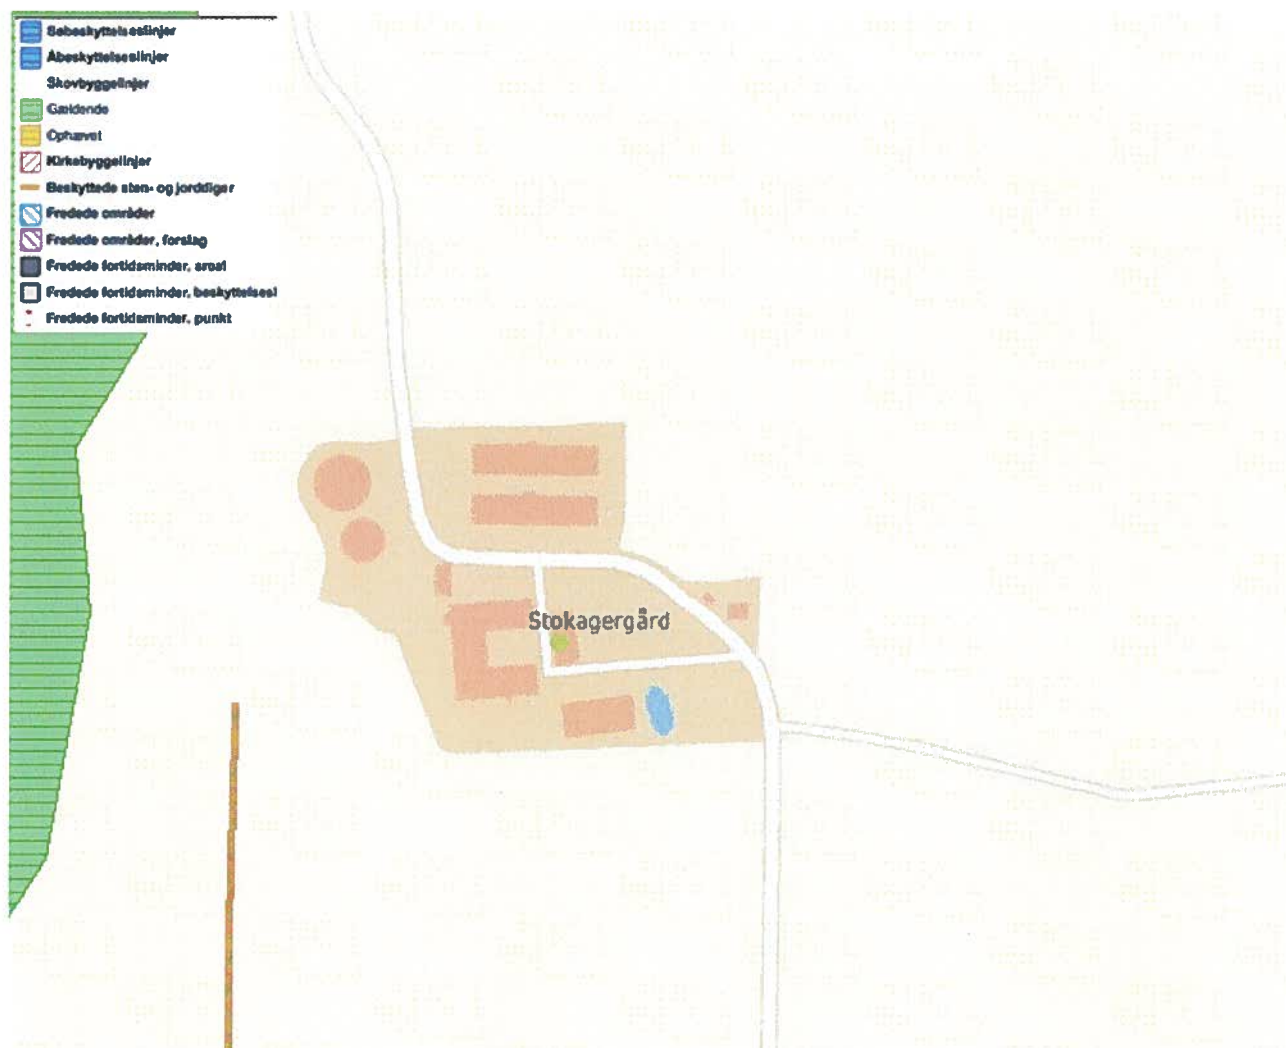 Søbeskyttelseslinjer
Åbeskyttelseslinjer
Skovbyggelinjer
Gældende
Ophævet
Kirkebyggelinjer
Beskyttede sten- og jorddiger
Fredede områder
Fredede områder, forslag
Fredede fortidsminder, areal
Fredede fortidsminder, beskyttelsesl
Fredede fortidsminder, punkt
Stokagergård